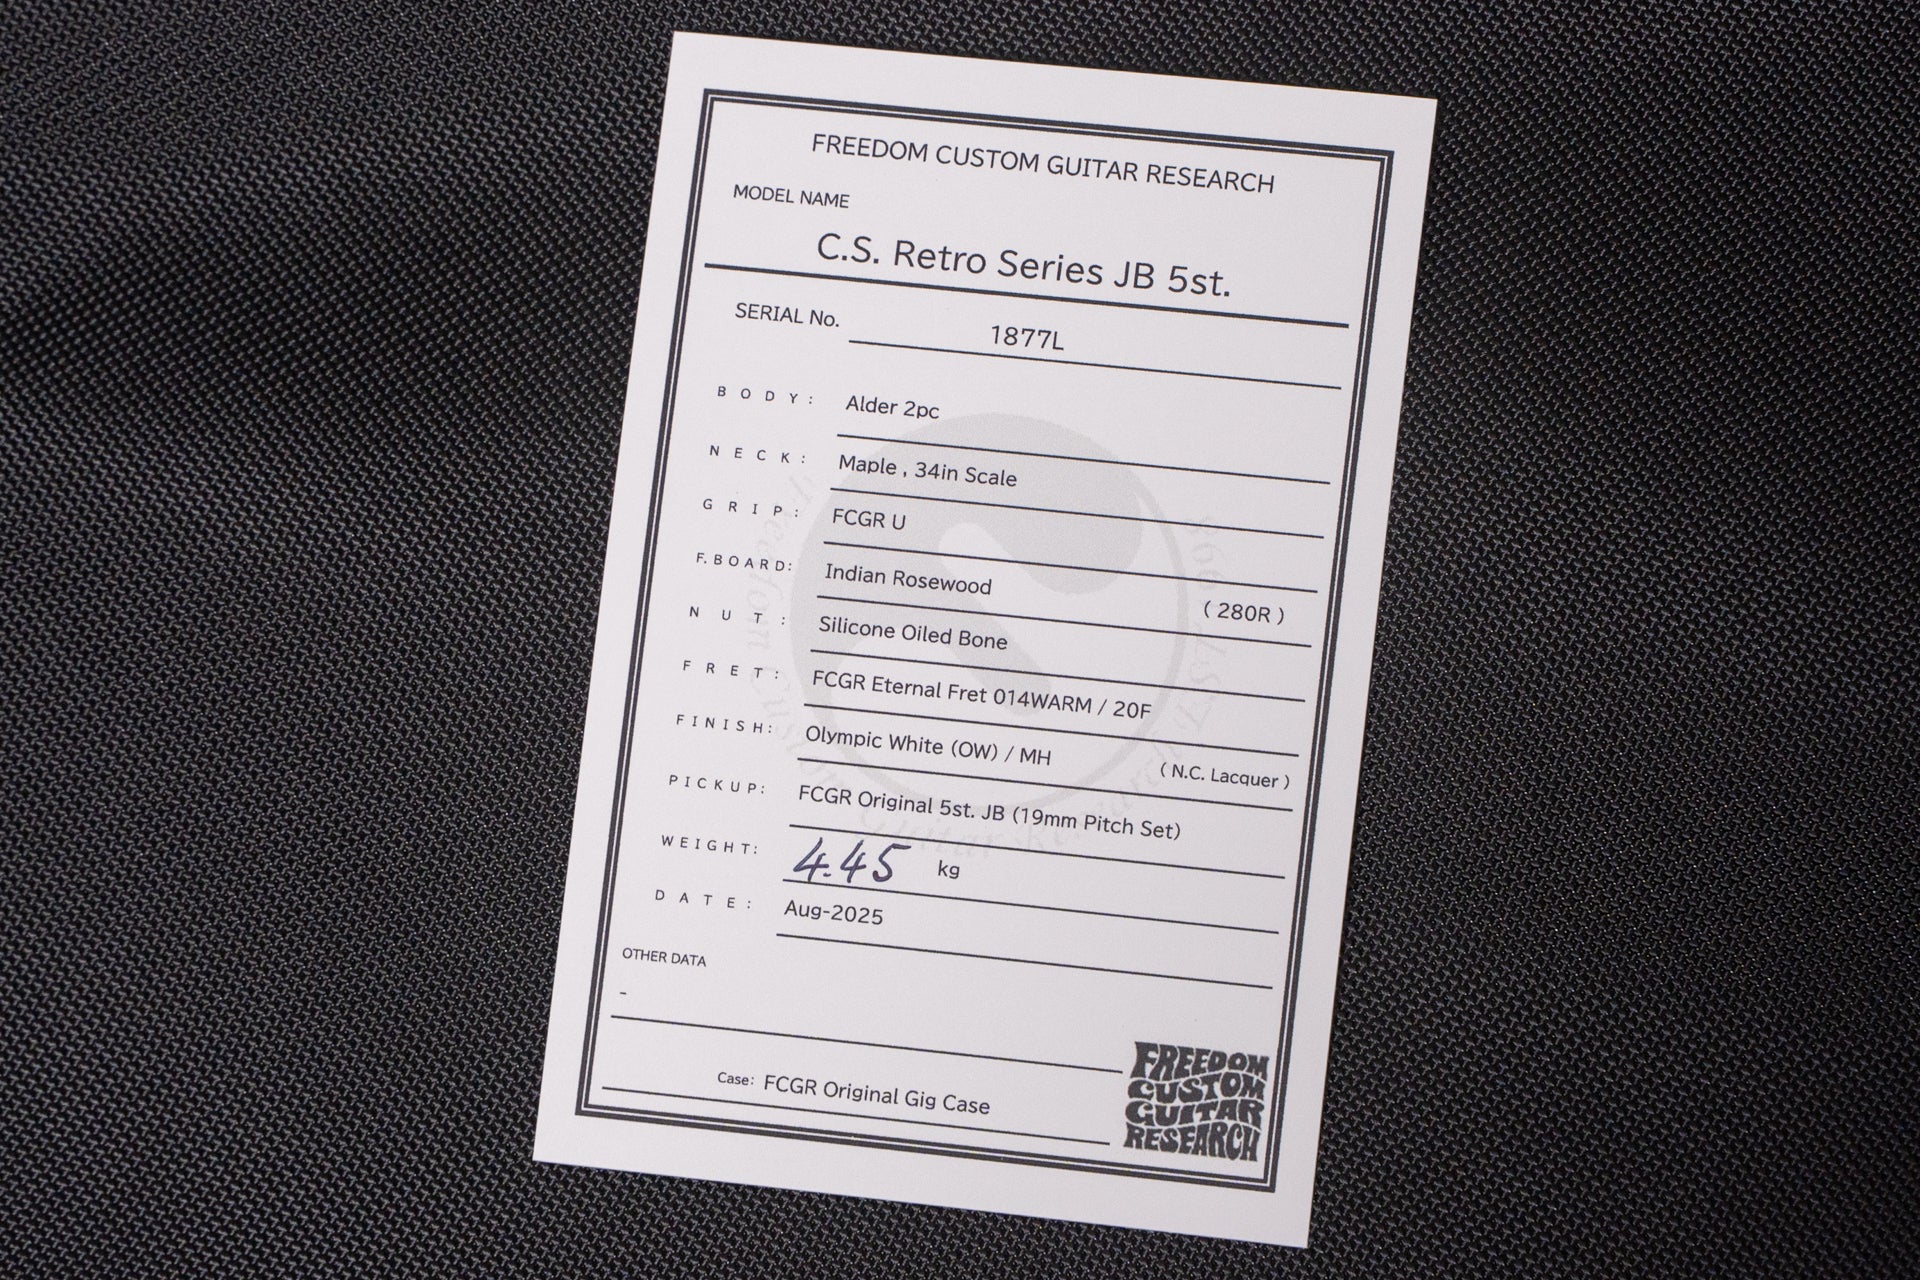 FREEDOM CUSTOM GUITAR RESEARCH
MODEL NAME
C.S. Retro Series JB 5st.
SERIAL No. 1877L
BODY: Alder 2pc
NECK: Maple , 34in Scale
GRIP: FCGR U
F.BOARD: Indian Rosewood ( 280R )
NUT: Silicone Oiled Bone
FRET: FCGR Eternal Fret 014WARM / 20F
FINISH: Olympic White (OW) / MH ( N.C. Lacquer )
PICKUP: FCGR Original 5st. JB (19mm Pitch Set)
WEIGHT: 4.45 kg
DATE: Aug-2025
OTHER DATA
-
Case: FCGR Original Gig Case
FREEDOM
CUSTOM
GUITAR
RESEARCH